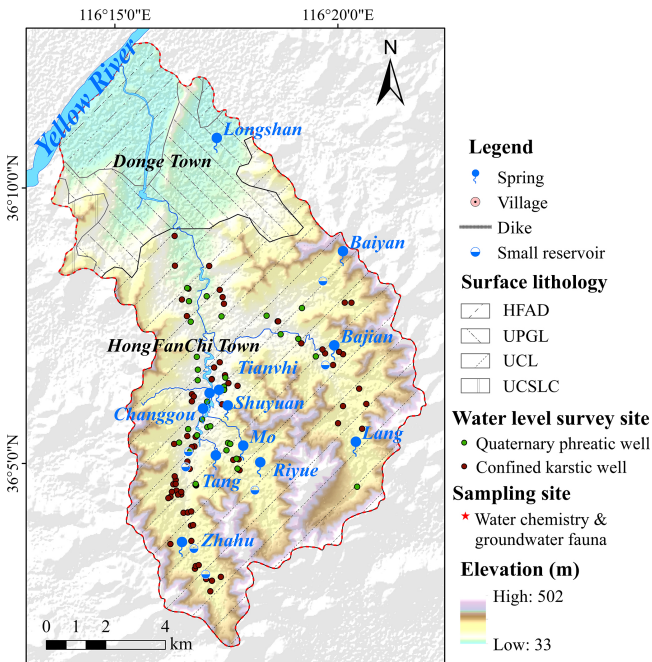 116°15'0"E
116°20'0"E
N
Yellow River
Longshan
Donge Town
36°10'0"N
Baiyan
HongFanChi Town
Bajian
Tianvhi
Shuyuan
Changgou
Mo
Lang
36°5'0"N
Tang
Riyue
Zhahu
0 1 2 4
km
Legend
Spring
Village
Dike
Small reservoir
Surface lithology
HFAD
UPGL
UCL
UCSLC
Water level survey site
Quaternary phreatic well
Confined karstic well
Sampling site
Water chemistry &
groundwater fauna
Elevation (m)
High: 502
Low: 33